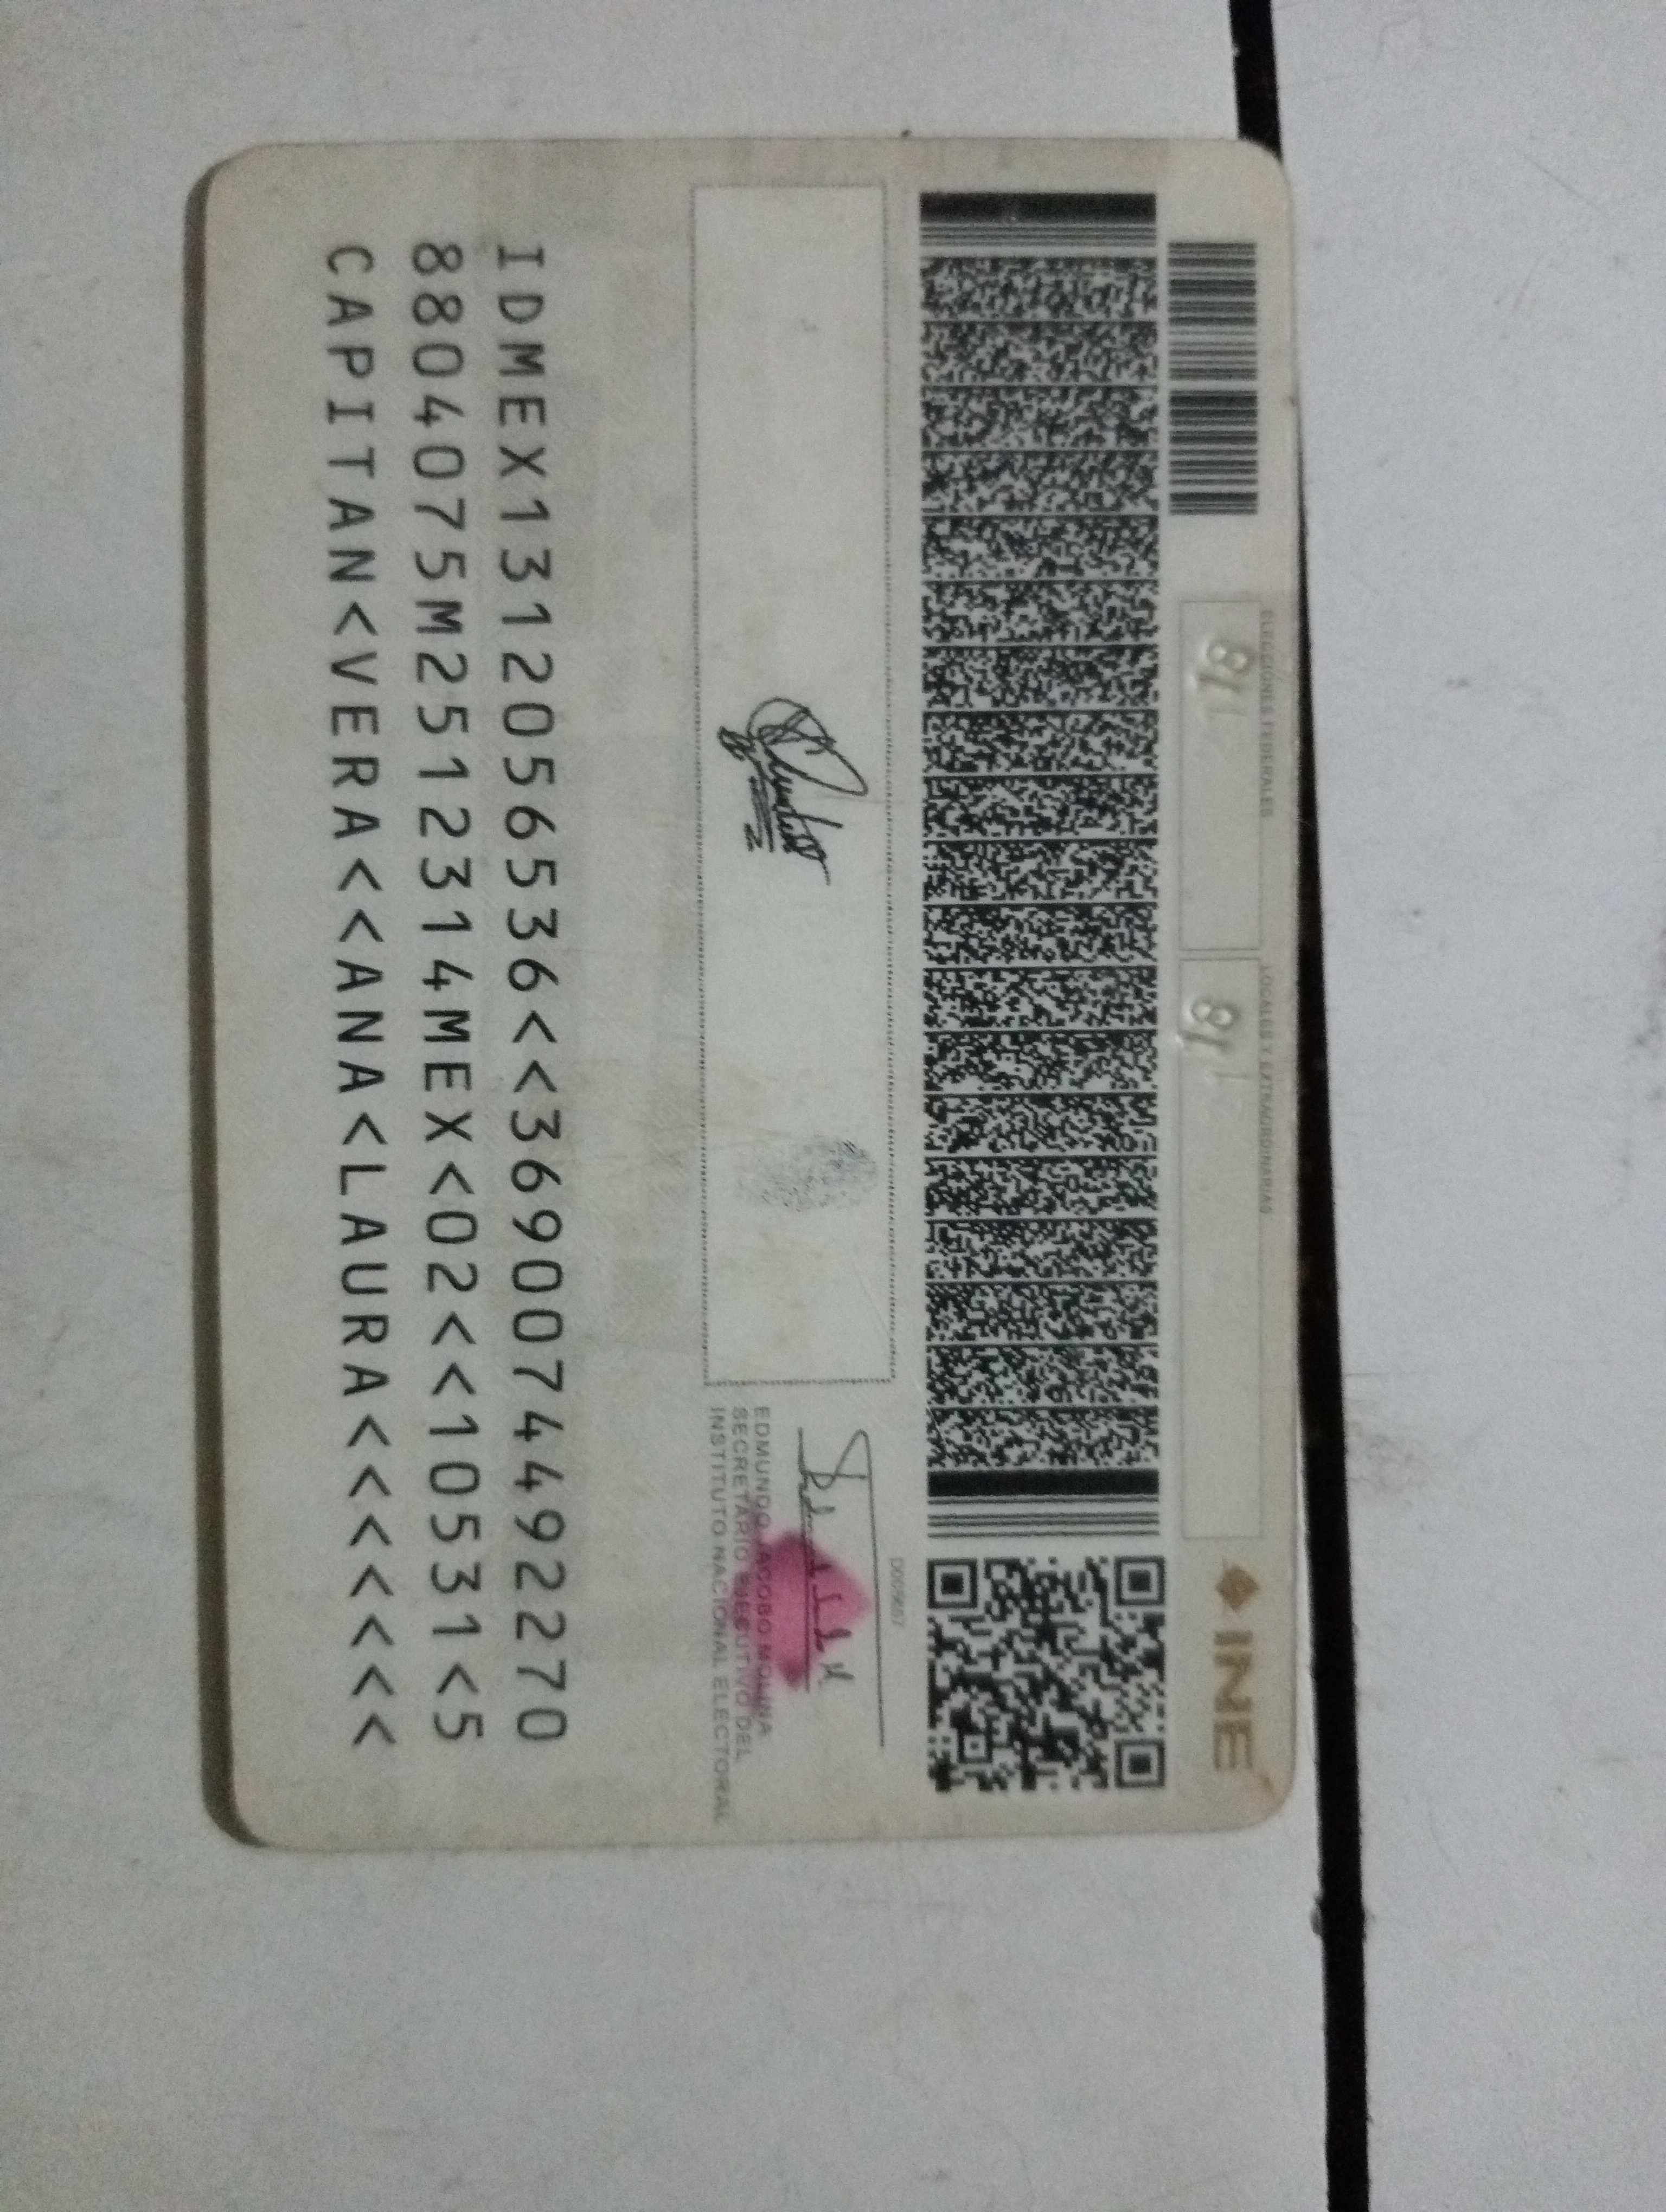 ELECCIONES FEDERALES
LOCALES Y EXTRAORDINARIAS
INE
18
18
EDMUNDO JACOBO MOLINA
SECRETARIO EJECUTIVO DEL
INSTITUTO NACIONAL ELECTORAL
IDMEX1312056536<<3690074492270
8804075M2512314MEX<02<<10531<5
CAPITAN<VERA<<ANA<LAURA<<<<<<<